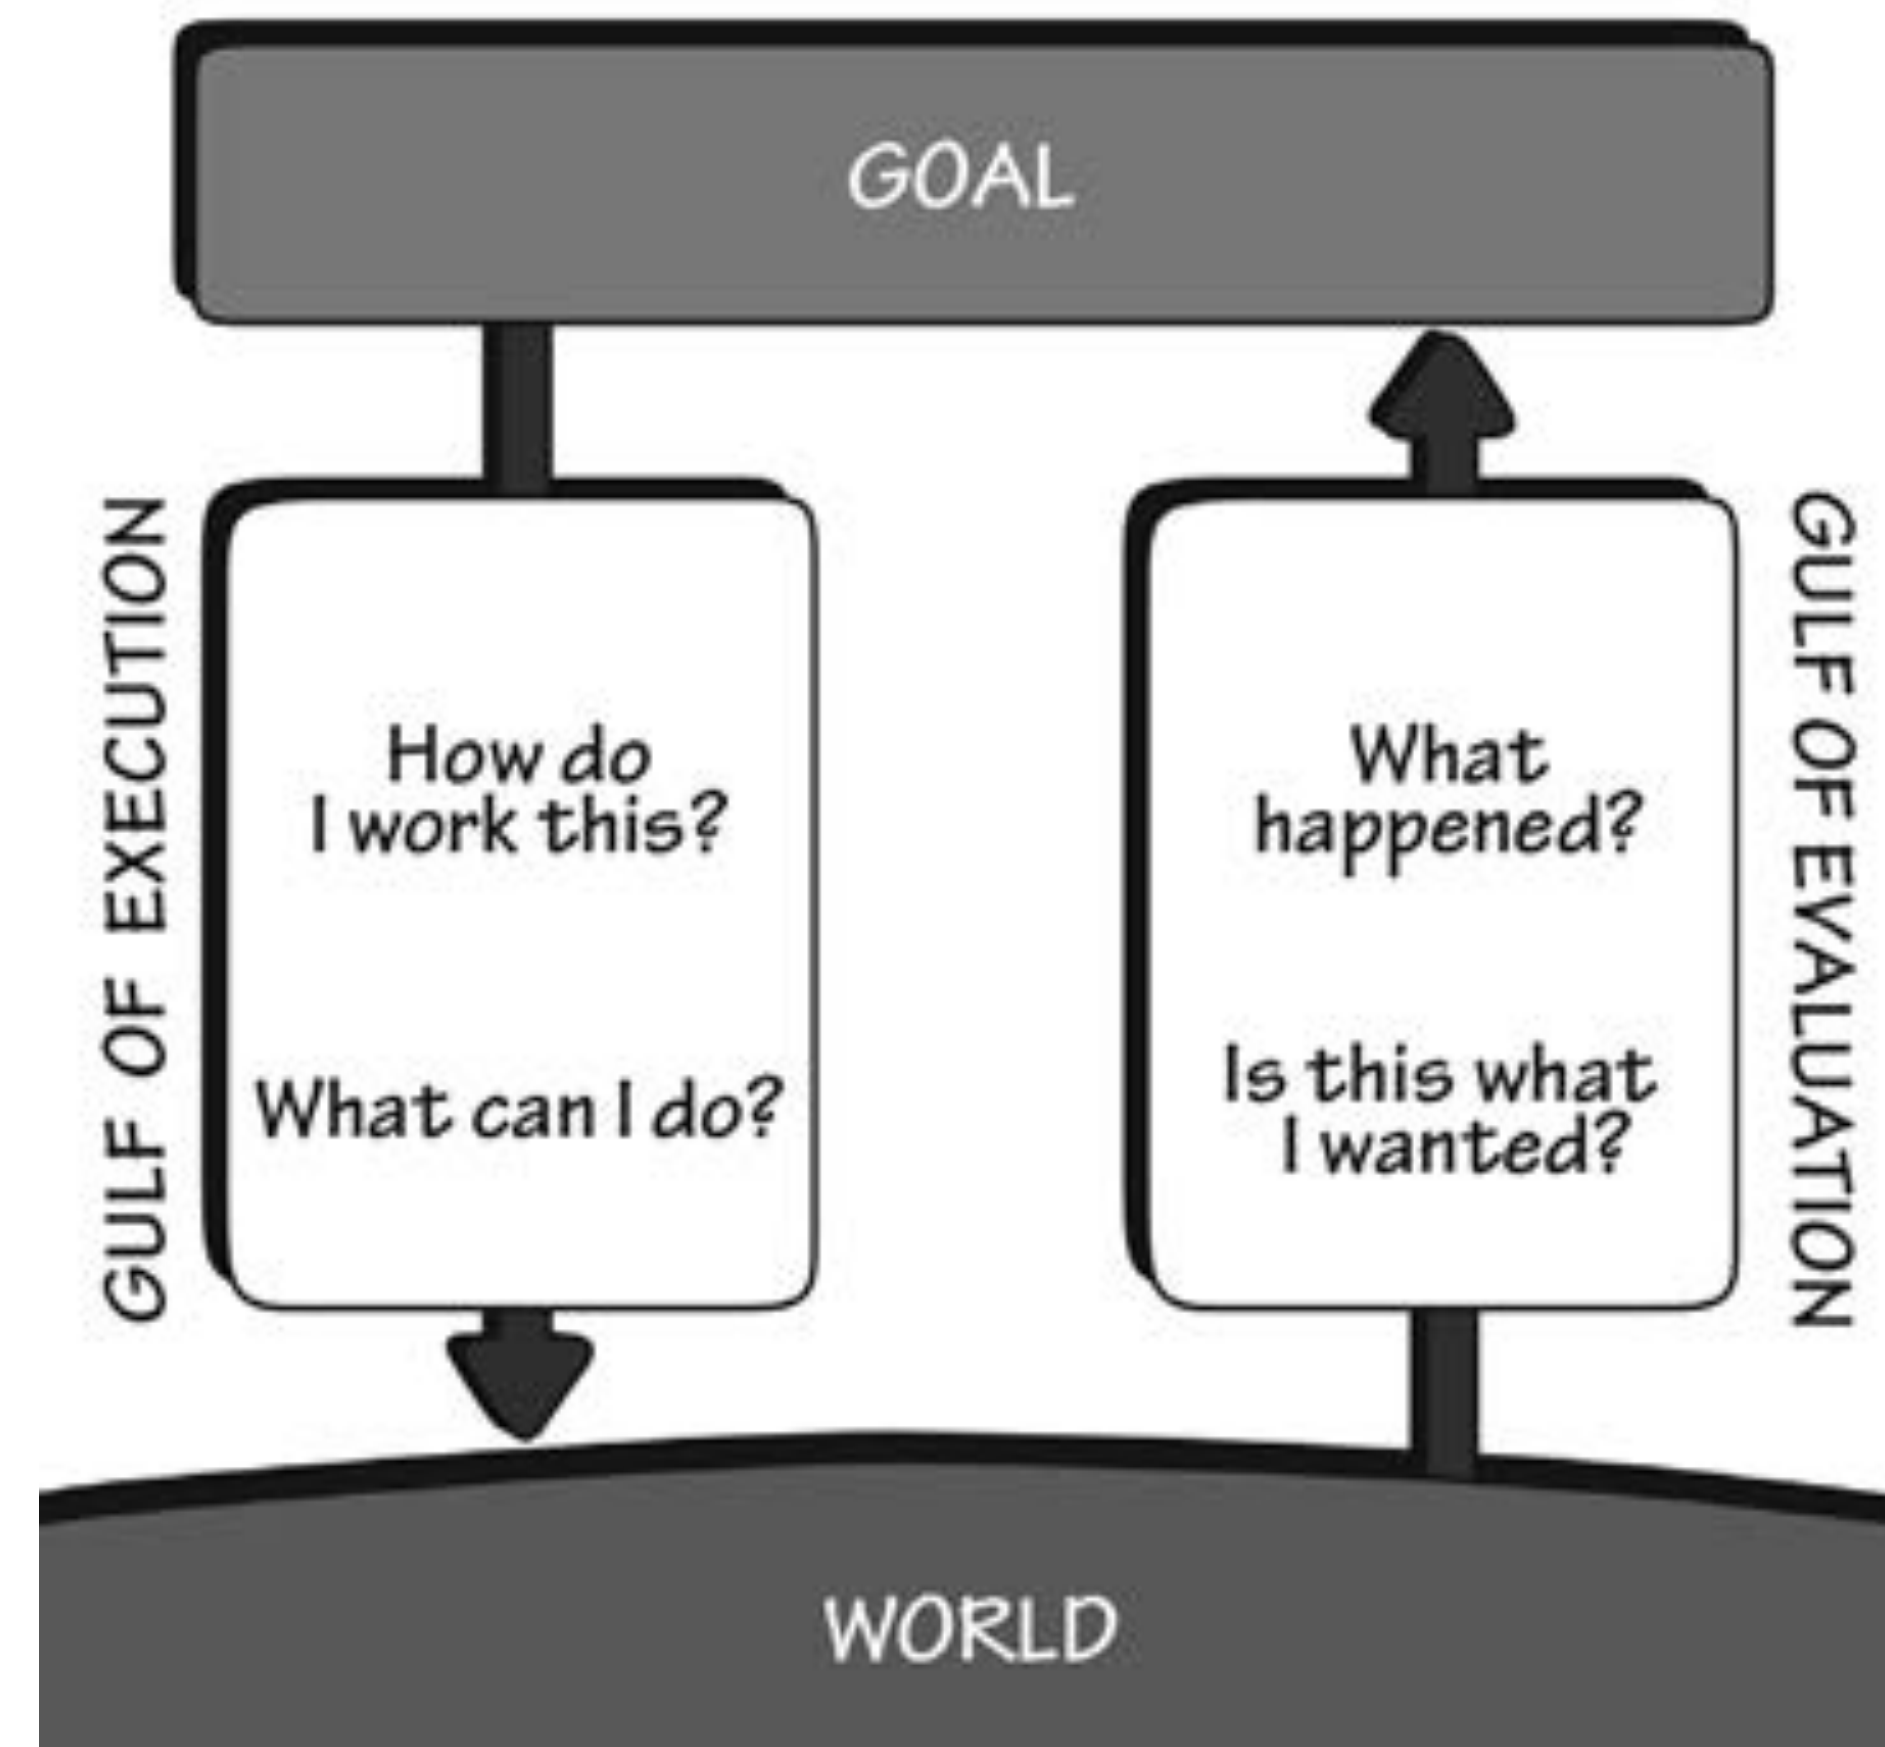 GOAL
GULF OF EXECUTION
How do
I work this?
What can I do?
What
happened?
Is this what
I wanted?
GULF OF EVALUATION
WORLD